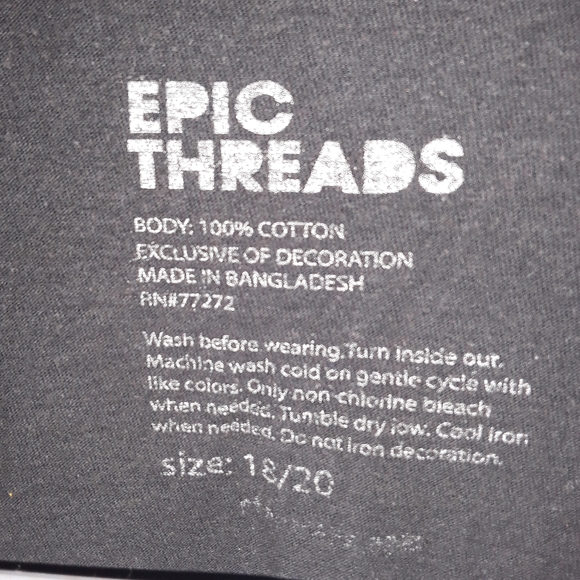 EPIC
THREADS
BODY: 100% COTTON
EXCLUSIVE OF DECORATION
MADE IN BANGLADESH
RN#77272
Wash before wearing. Turn inside out.
Machine wash cold on gentle cycle with
like colors. Only non-chlorine bleach
when needed. Tumble dry low. Cool iron
when needed. Do not iron decoration.
size: 18/20